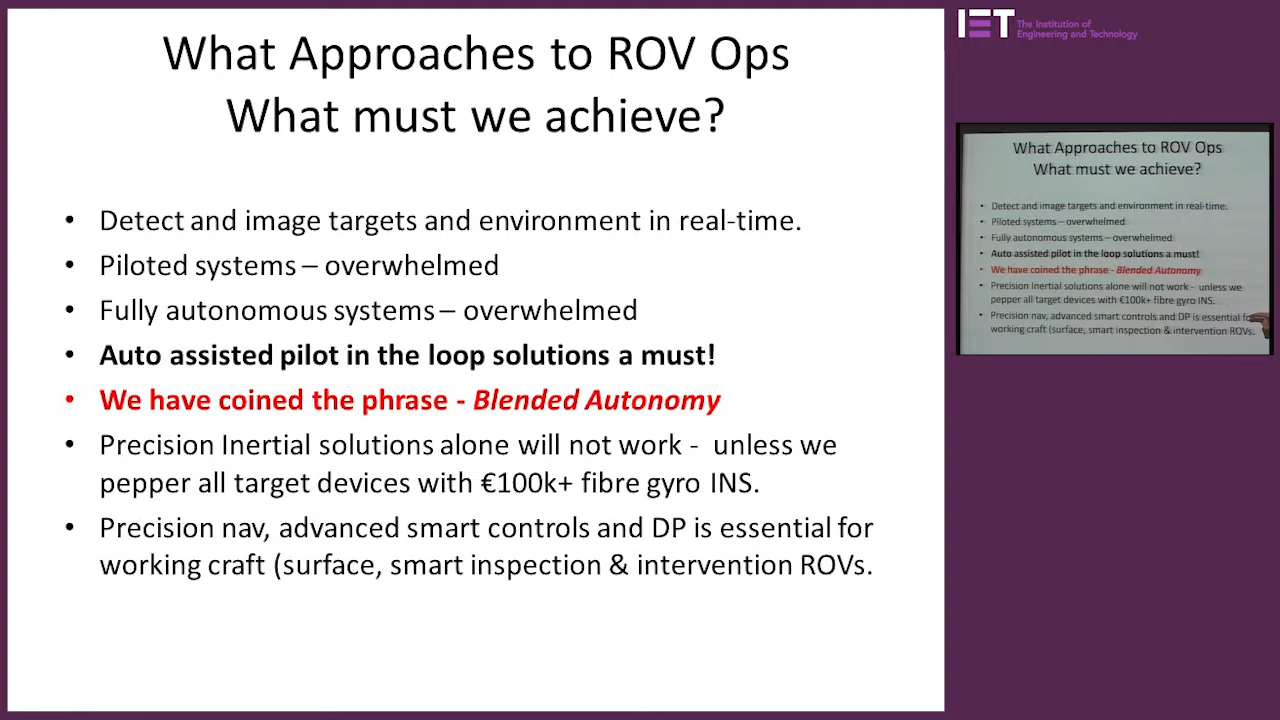 What Approaches to ROV Ops
What must we achieve?
• Detect and image targets and environment in real-time.
• Piloted systems – overwhelmed
• Fully autonomous systems – overwhelmed
• Auto assisted pilot in the loop solutions a must!
• We have coined the phrase - Blended Autonomy
• Precision Inertial solutions alone will not work -  unless we
pepper all target devices with €100k+ fibre gyro INS.
• Precision nav, advanced smart controls and DP is essential for
working craft (surface, smart inspection & intervention ROVs.
IET
The Institution of
Engineering and Technology
What Approaches to ROV Ops
What must we achieve?
• Detect and image targets and environment in real-time.
• Piloted systems – overwhelmed
• Fully autonomous systems – overwhelmed
• Auto assisted pilot in the loop solutions a must!
• We have coined the phrase - Blended Autonomy
• Precision Inertial solutions alone will not work -  unless we
pepper all target devices with €100k+ fibre gyro INS.
• Precision nav, advanced smart controls and DP is essential
working craft (surface, smart inspection & intervention ROVs.